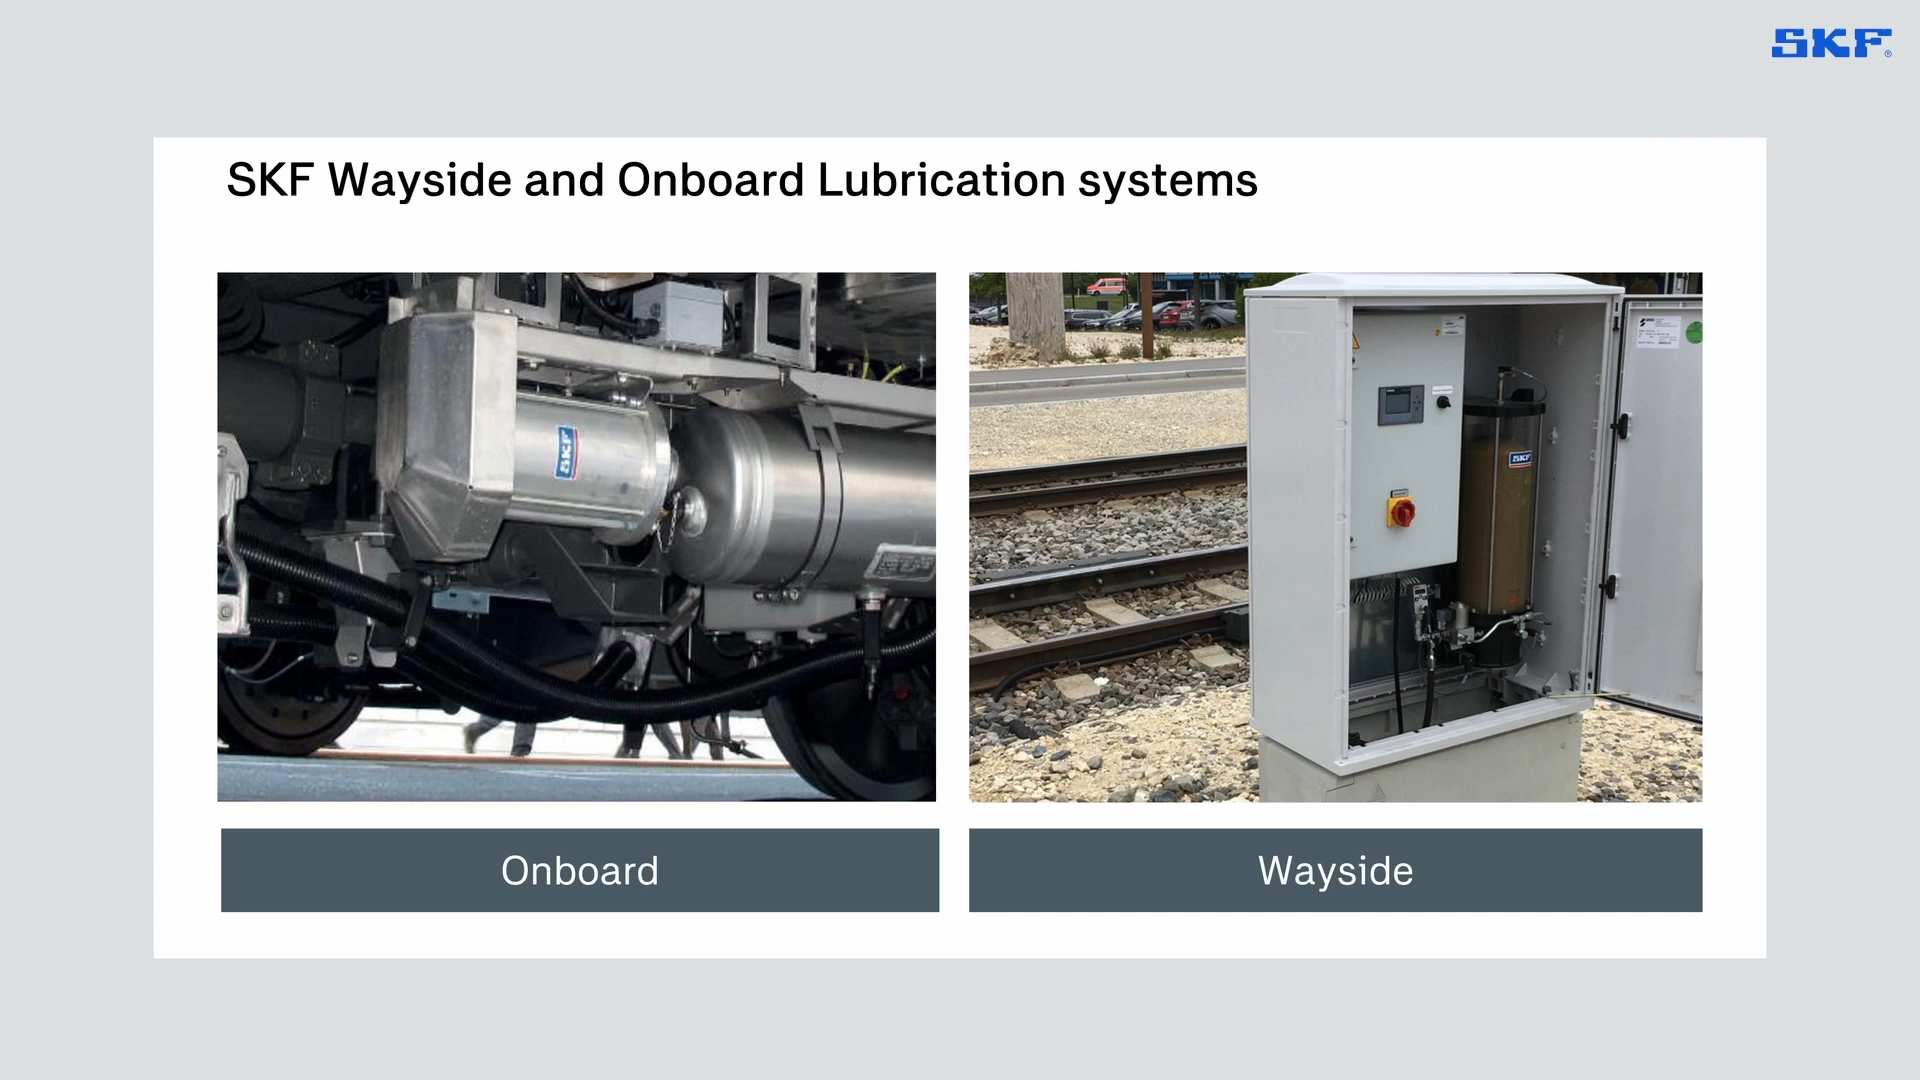 SKF®
SKF Wayside and Onboard Lubrication systems
SKF
SKF
Onboard
Wayside